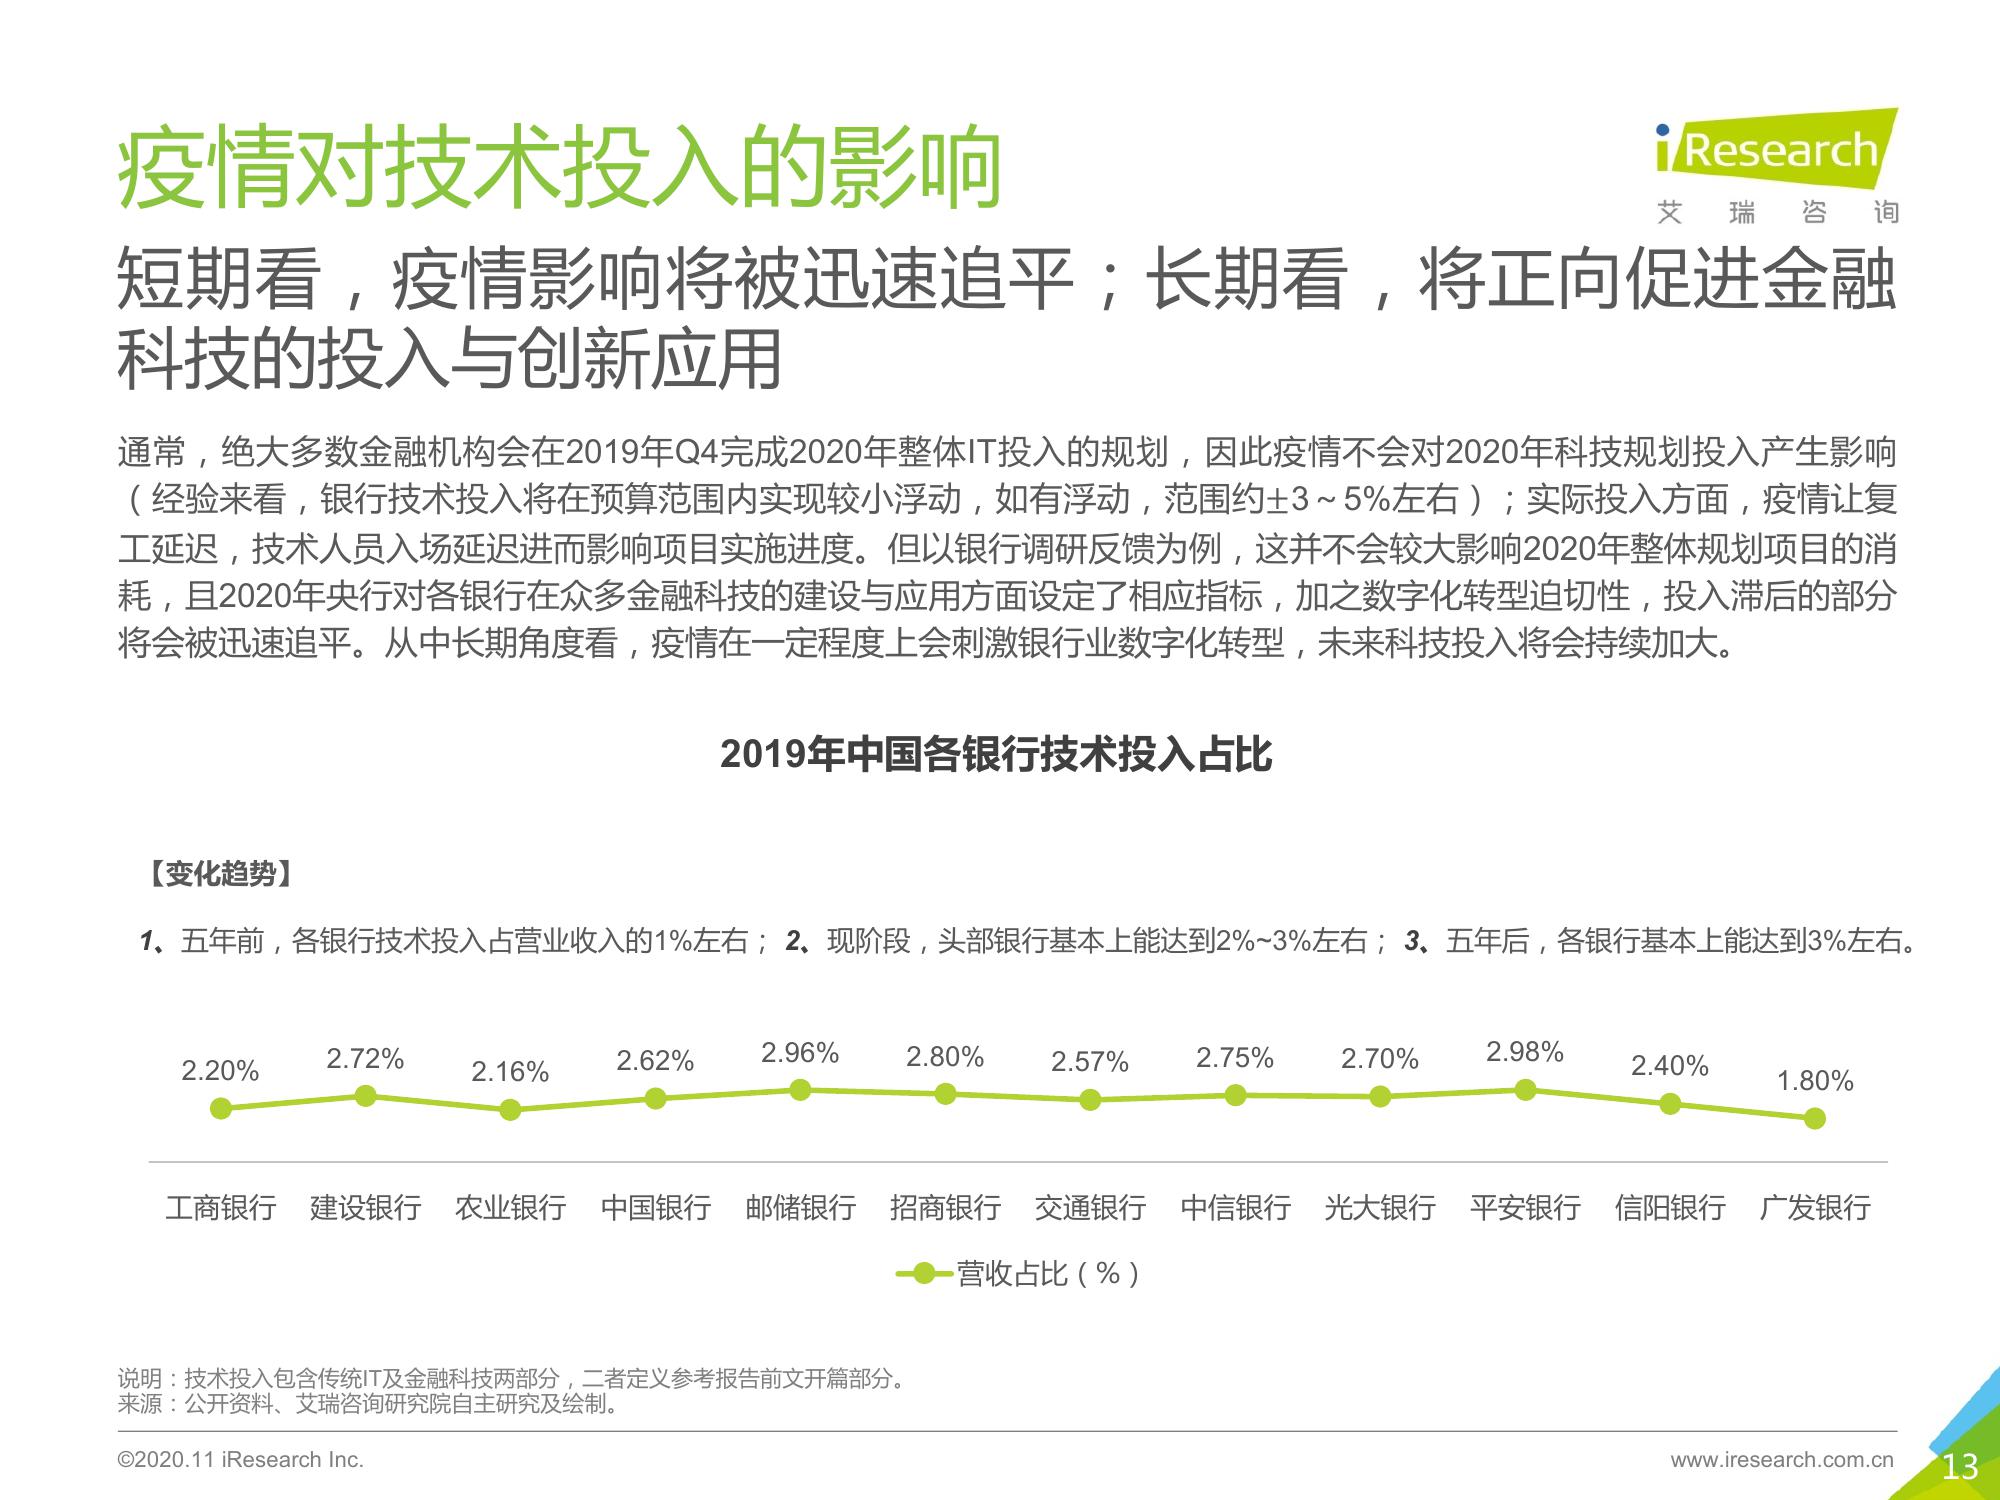 疫情对技术投入的影响
iResearch
艾瑞咨询
短期看，疫情影响将被迅速追平；长期看，将正向促进金融
科技的投入与创新应用
通常，绝大多数金融机构会在2019年Q4完成2020年整体IT投入的规划，因此疫情不会对2020年科技规划投入产生影响
（经验来看，银行技术投入将在预算范围内实现较小浮动，如有浮动，范围约±3～5%左右）；实际投入方面，疫情让复
工延迟，技术人员入场延迟进而影响项目实施进度。但以银行调研反馈为例，这并不会较大影响2020年整体规划项目的消
耗，且2020年央行对各银行在众多金融科技的建设与应用方面设定了相应指标，加之数字化转型迫切性，投入滞后的部分
将会被迅速追平。从中长期角度看，疫情在一定程度上会刺激银行业数字化转型，未来科技投入将会持续加大。
2019年中国各银行技术投入占比
【变化趋势】
1、五年前，各银行技术投入占营业收入的1%左右；2、现阶段，头部银行基本上能达到2%~3%左右；3、五年后，各银行基本上能达到3%左右。
2.20% 2.72% 2.16% 2.62% 2.96% 2.80% 2.57% 2.75% 2.70% 2.98% 2.40% 1.80%
工商银行 建设银行 农业银行 中国银行 邮储银行 招商银行 交通银行 中信银行 光大银行 平安银行 信阳银行 广发银行
营收占比（%）
说明：技术投入包含传统IT及金融科技两部分，二者定义参考报告前文开篇部分。
来源：公开资料、艾瑞咨询研究院自主研究及绘制。
©2020.11 iResearch Inc.
www.iresearch.com.cn
13